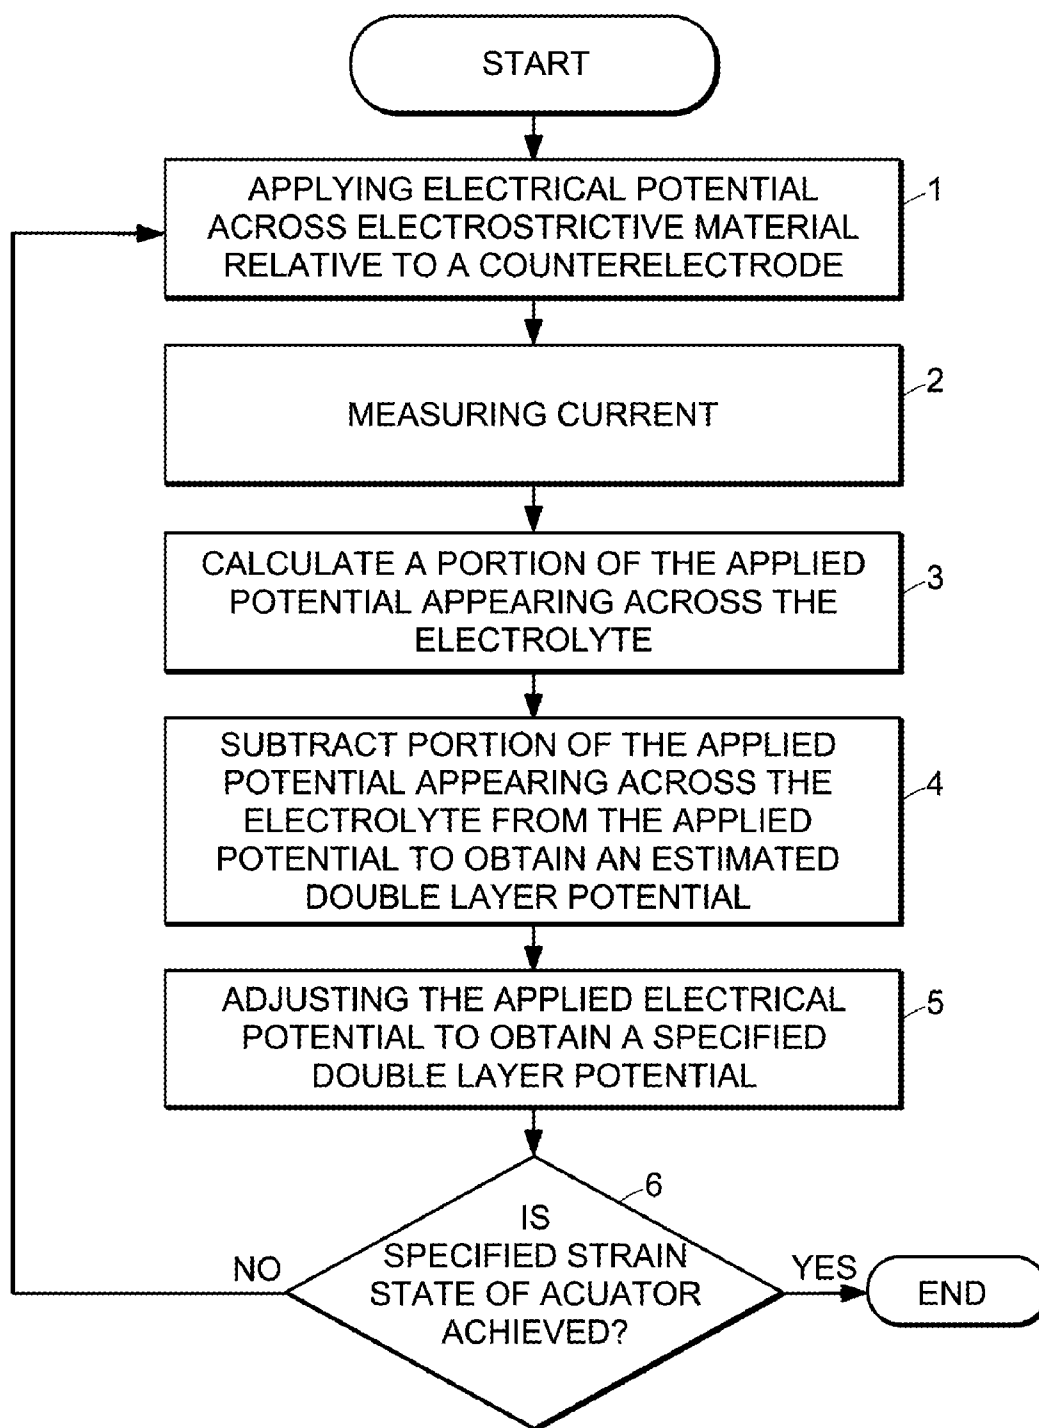 START
APPLYING ELECTRICAL POTENTIAL
ACROSS ELECTROSTRICTIVE MATERIAL
RELATIVE TO A COUNTERELECTRODE
1
MEASURING CURRENT
2
CALCULATE A PORTION OF THE APPLIED
POTENTIAL APPEARING ACROSS THE
ELECTROLYTE
3
SUBTRACT PORTION OF THE APPLIED
POTENTIAL APPEARING ACROSS THE
ELECTROLYTE FROM THE APPLIED
POTENTIAL TO OBTAIN AN ESTIMATED
DOUBLE LAYER POTENTIAL
4
ADJUSTING THE APPLIED ELECTRICAL
POTENTIAL TO OBTAIN A SPECIFIED
DOUBLE LAYER POTENTIAL
5
6
IS
SPECIFIED STRAIN
STATE OF ACUATOR
ACHIEVED?
NO
YES
END